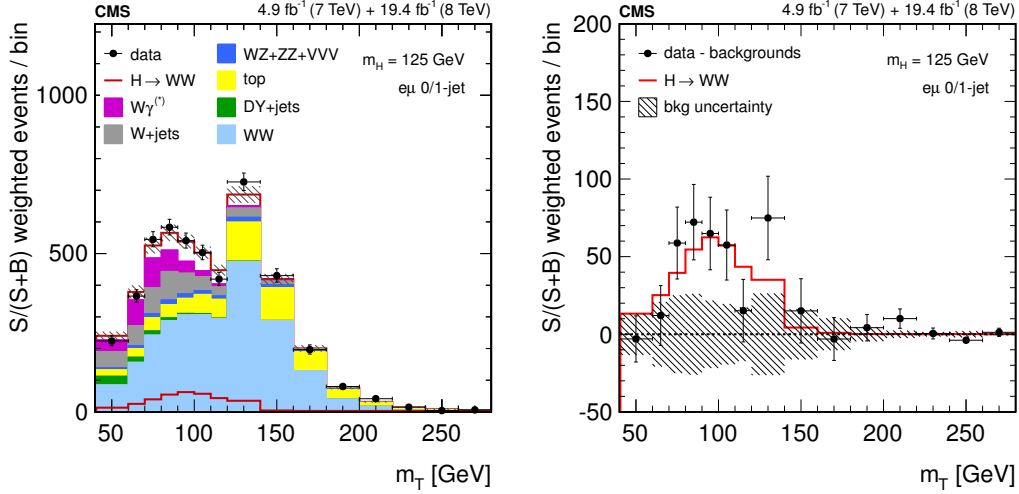 CMS 4.9 fb⁻¹ (7 TeV) + 19.4 fb⁻¹ (8 TeV)
S/(S+B) weighted events / bin
data
H → WW
Wγ⁽*⁾
W+jets
WZ+ZZ+VVV
top
DY+jets
WW
m_H = 125 GeV
eμ 0/1-jet
1000
500
0
50 100 150 200 250
m_T [GeV]
CMS 4.9 fb⁻¹ (7 TeV) + 19.4 fb⁻¹ (8 TeV)
S/(S+B) weighted events / bin
data - backgrounds
H → WW
bkg uncertainty
m_H = 125 GeV
eμ 0/1-jet
200
150
100
50
0
-50
50 100 150 200 250
m_T [GeV]